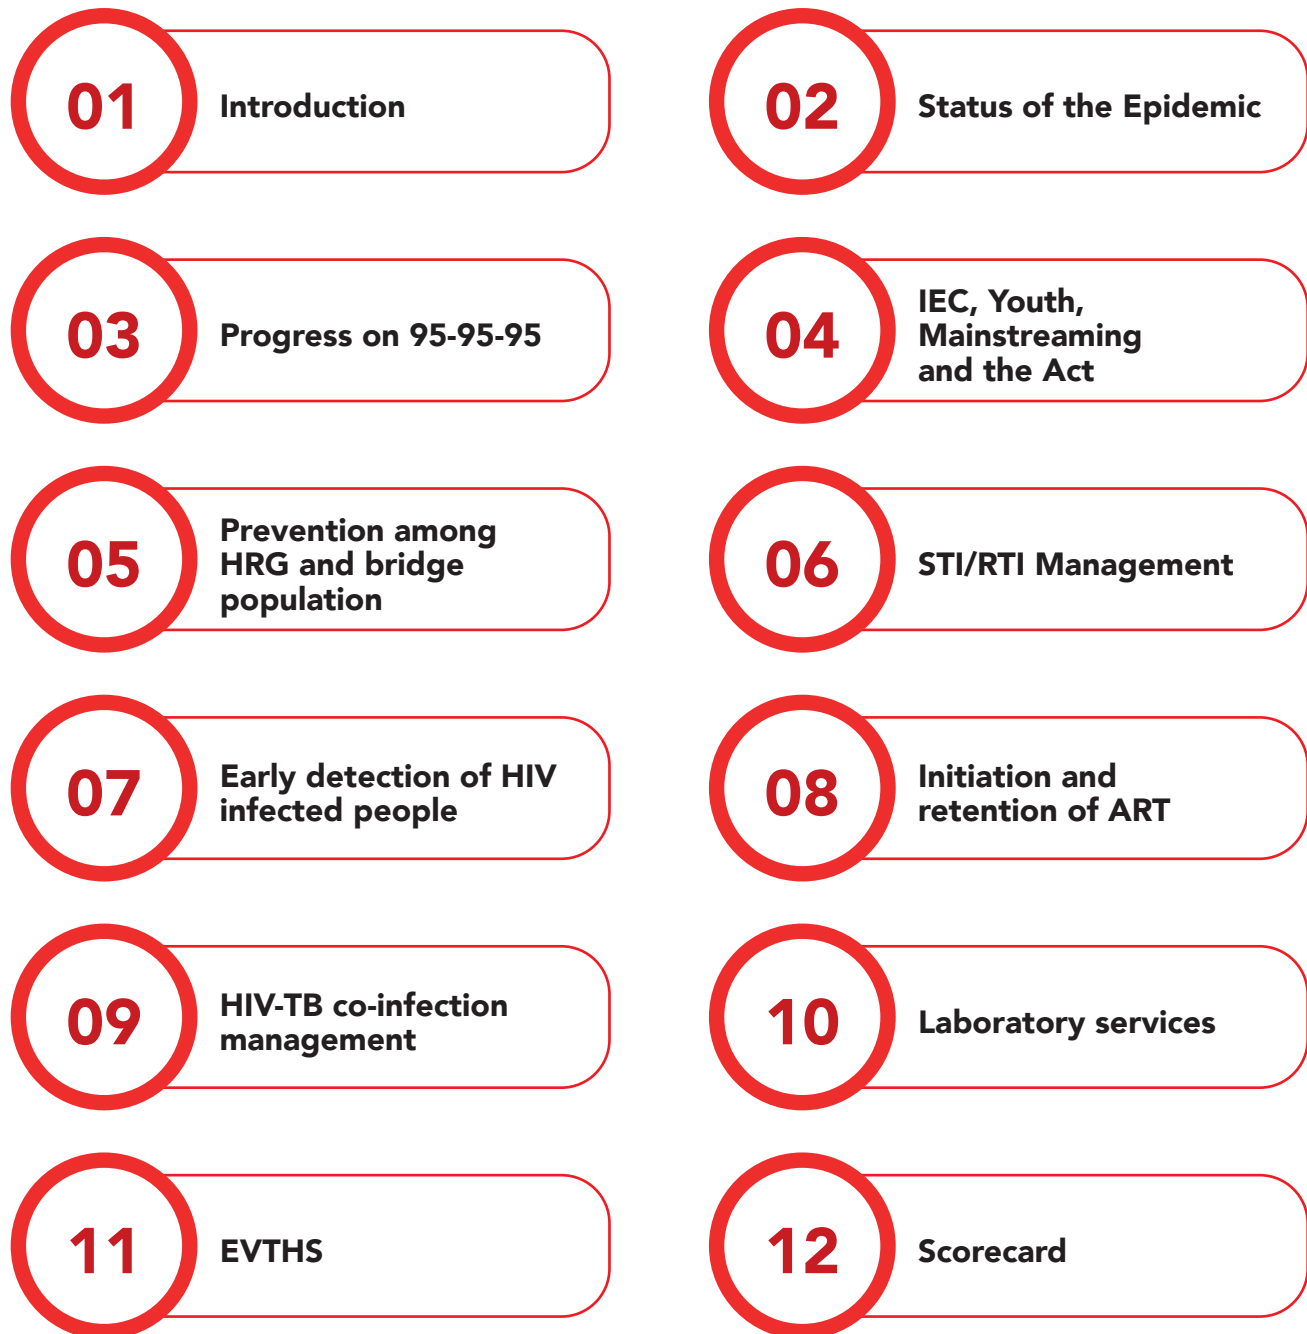 01
Introduction
02
Status of the Epidemic
03
Progress on 95-95-95
04
IEC, Youth,
Mainstreaming
and the Act
05
Prevention among
HRG and bridge
population
06
STI/RTI Management
07
Early detection of HIV
infected people
08
Initiation and
retention of ART
09
HIV-TB co-infection
management
10
Laboratory services
11
EVTHS
12
Scorecard